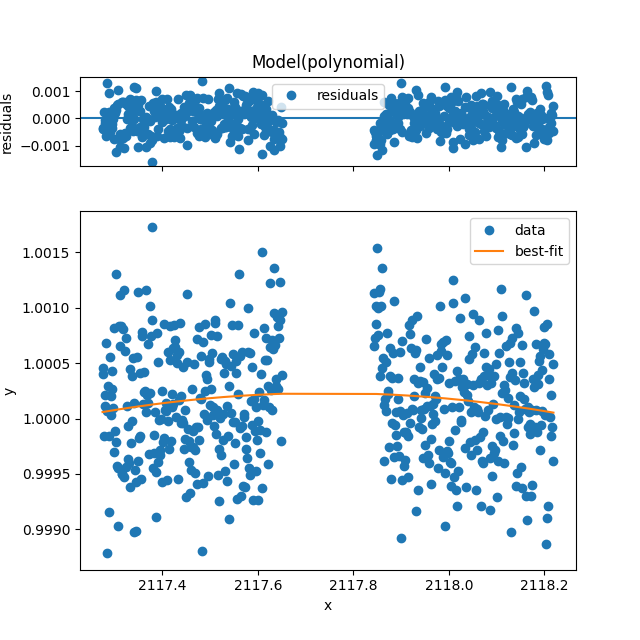 Model(polynomial)
0.001
0.000
−0.001
residuals
residuals
1.0015
1.0010
1.0005
1.0000
0.9995
0.9990
y
data
best-fit
2117.4 2117.6 2117.8 2118.0 2118.2
x